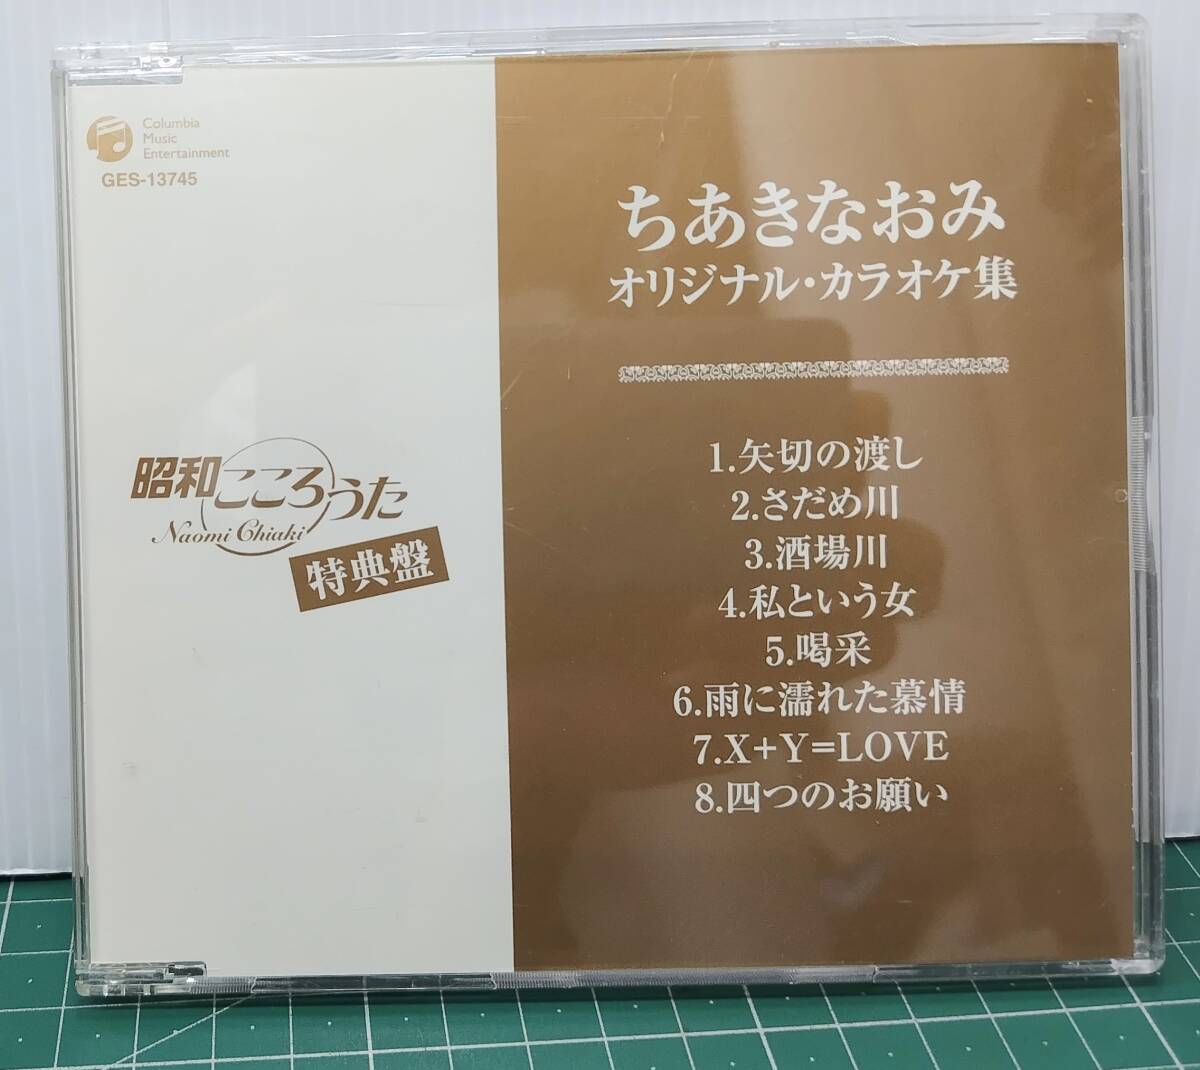 Columbia
Music
Entertainment
GES-13745
ちあきなおみ
オリジナル・カラオケ集
昭和こころうた
Naomi Chiaki
特典盤
1.矢切の渡し
2.さだめ川
3.酒場川
4.私という女
5.喝采
6.雨に濡れた慕情
7.X+Y=LOVE
8.四つのお願い